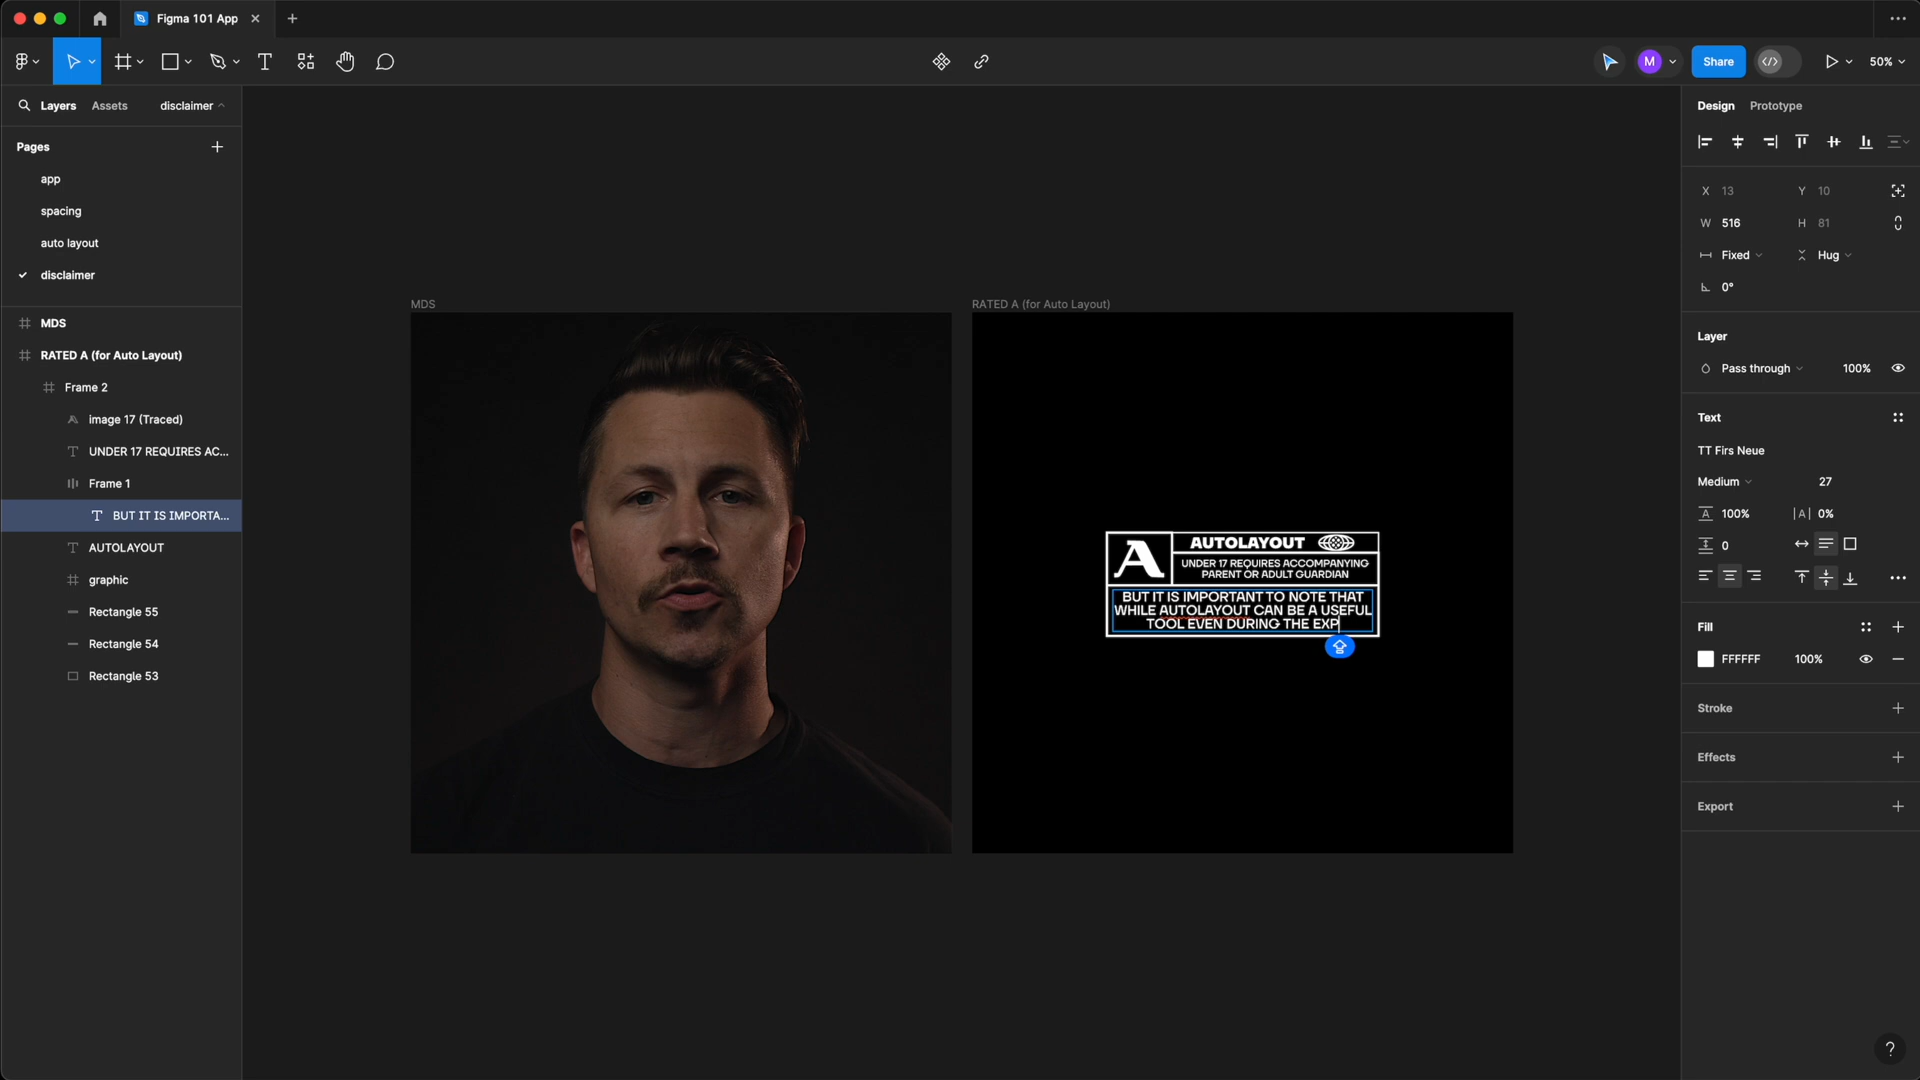 Figma 101 App
Share
50%
M
Layers
Assets
disclaimer
Pages
app
spacing
auto layout
disclaimer
MDS
RATED A (for Auto Layout)
Frame 2
image 17 (Traced)
UNDER 17 REQUIRES AC...
Frame 1
BUT IT IS IMPORTA...
AUTOLAYOUT
graphic
Rectangle 55
Rectangle 54
Rectangle 53
MDS
RATED A (for Auto Layout)
A
AUTOLAYOUT
UNDER 17 REQUIRES ACCOMPANYING
PARENT OR ADULT GUARDIAN
BUT IT IS IMPORTANT TO NOTE THAT
WHILE AUTOLAYOUT CAN BE A USEFUL
TOOL EVEN DURING THE EXP
Design
Prototype
X 13
Y 10
W 516
H 81
Fixed
Hug
0°
Layer
Pass through
100%
Text
TT Firs Neue
Medium
27
100%
0%
0
Fill
FFFFFF
100%
Stroke
Effects
Export
?